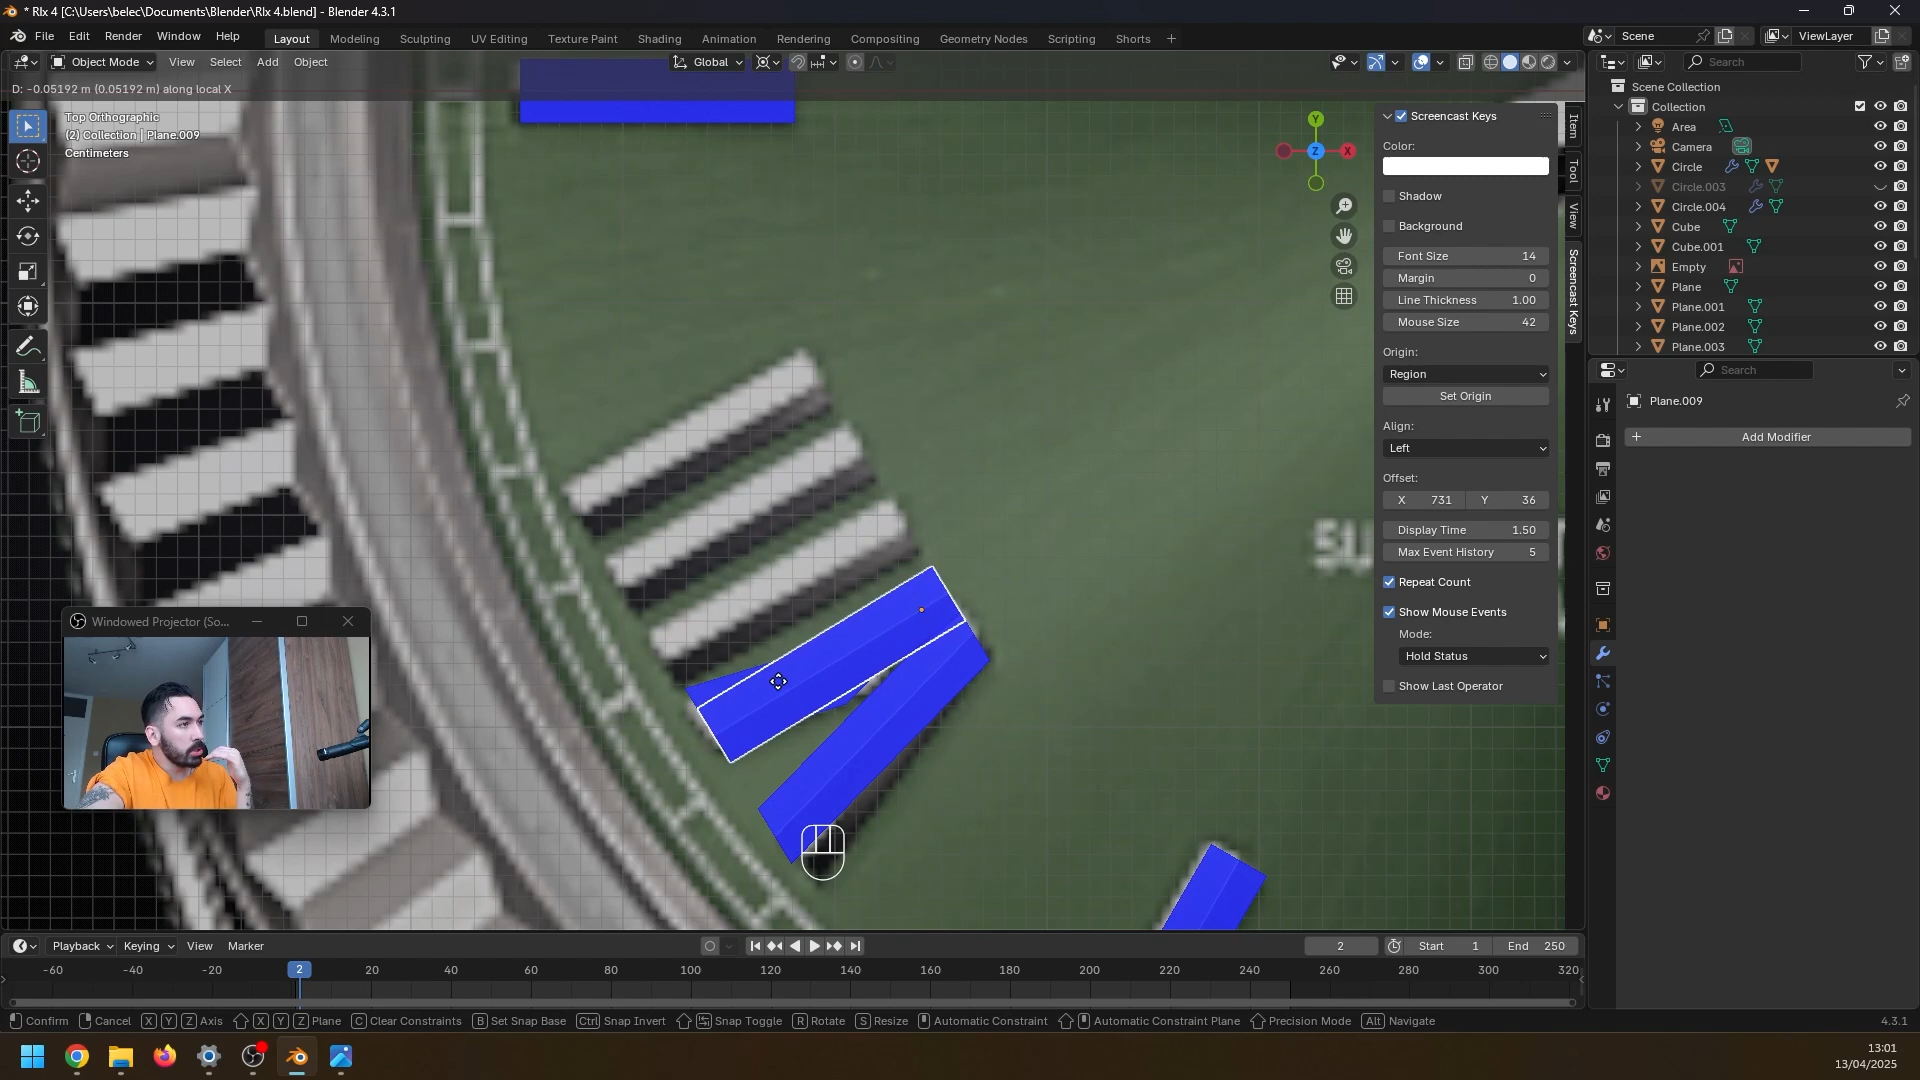 * Rlx 4 [C:\Users\belec\Documents\Blender\Rlx 4.blend] - Blender 4.3.1
File Edit Render Window Help
Layout Modeling Sculpting UV Editing Texture Paint Shading Animation Rendering Compositing Geometry Nodes Scripting Shorts +
Scene
ViewLayer
Object Mode View Select Add Object
Global
D: -0.05192 m (0.05192 m) along local X
Top Orthographic
(2) Collection | Plane.009
Centimeters
Y
X
Z
Screencast Keys
Color:
Shadow
Background
Font Size 14
Margin 0
Line Thickness 1.00
Mouse Size 42
Origin:
Region
Set Origin
Align:
Left
Offset:
X 731 Y 36
Display Time 1.50
Max Event History 5
Repeat Count
Show Mouse Events
Mode:
Hold Status
Show Last Operator
Item
Tool
View
Screencast Keys
Search
Scene Collection
Collection
Area
Camera
Circle
Circle.003
Circle.004
Cube
Cube.001
Empty
Plane
Plane.001
Plane.002
Plane.003
Search
Plane.009
+ Add Modifier
Windowed Projector (So...
Playback Keying View Marker
2
Start 1 End 250
-60 -40 -20 2 20 40 60 80 100 120 140 160 180 200 220 240 260 280 300 320
Confirm Cancel X Y Z Axis X Y Z Plane C Clear Constraints B Set Snap Base Ctrl Snap Invert Snap Toggle R Rotate S Resize Automatic Constraint Automatic Constraint Plane Precision Mode Alt Navigate 4.3.1
13:01
13/04/2025